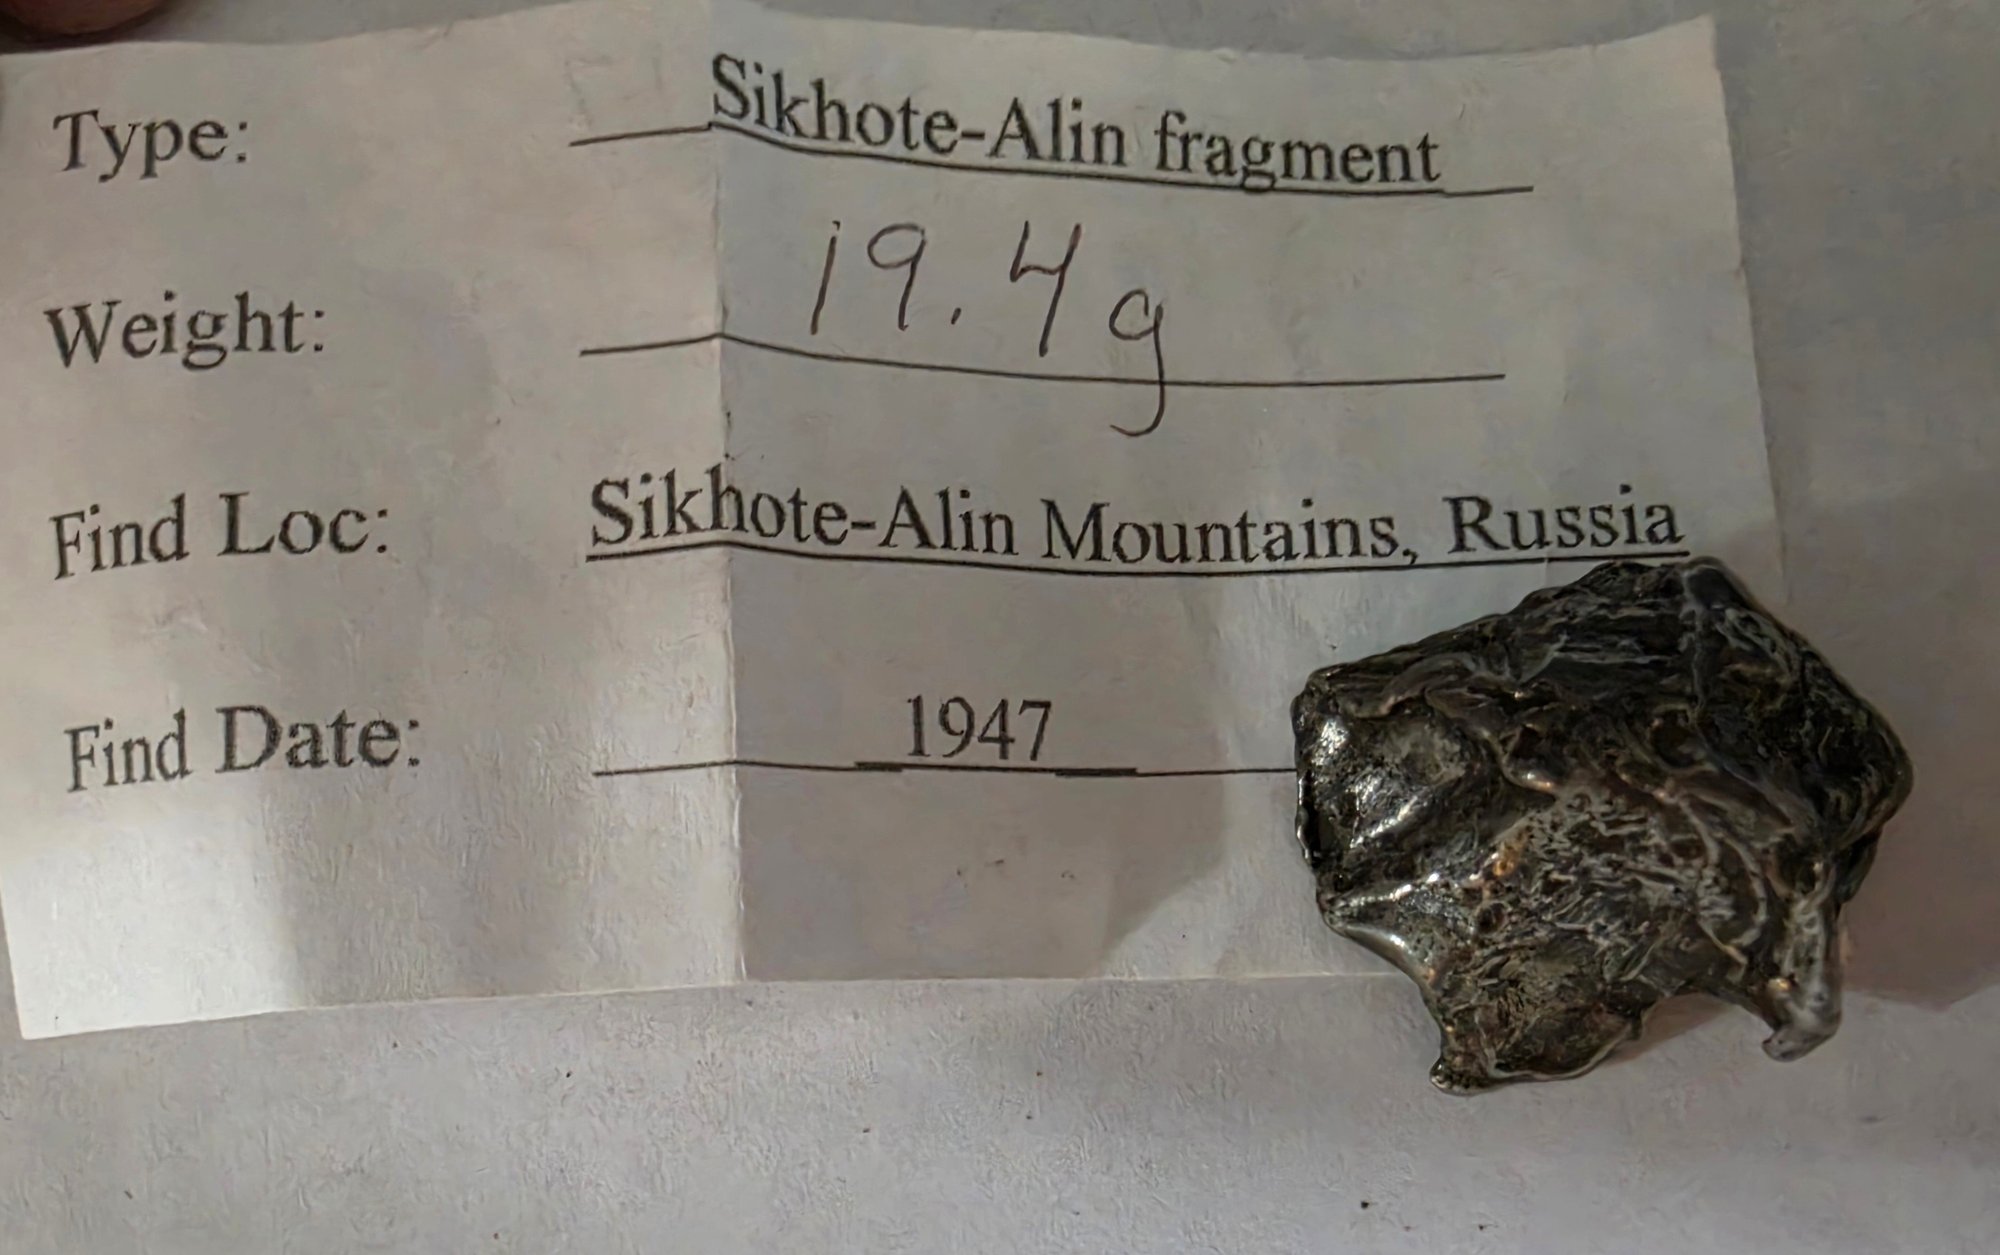 Type: Sikhote-Alin fragment
Weight: 19.4g
Find Loc: Sikhote-Alin Mountains, Russia
Find Date: 1947